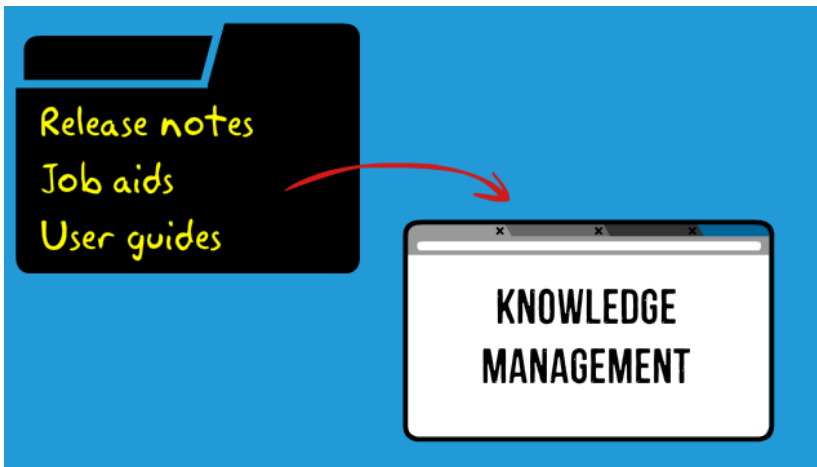 Release notes
Job aids
User guides
KNOWLEDGE
MANAGEMENT